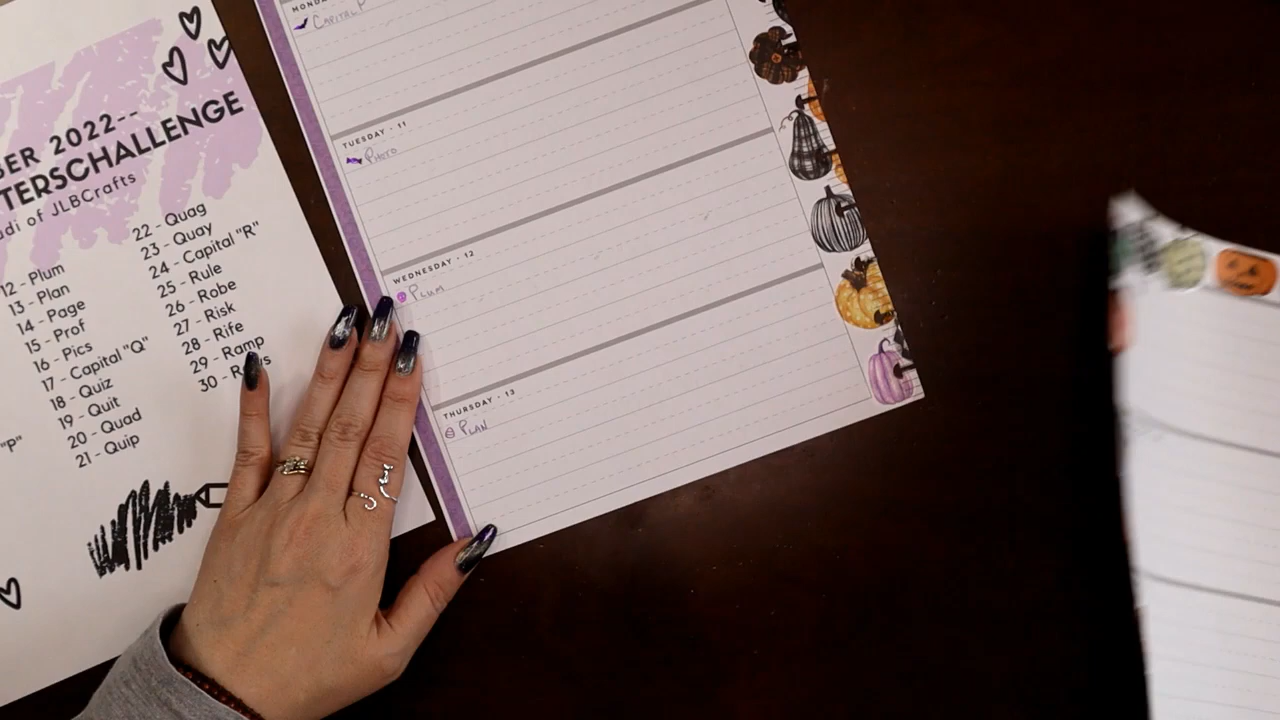 BER 2022--
TERSCHALLENGE
di of JLBCrafts
12 - Plum
13 - Plan
14 - Page
15 - Prof
16 - Pics
17 - Capital "Q"
18 - Quiz
19 - Quit
20 - Quad
21 - Quip
22 - Quag
23 - Quay
24 - Capital "R"
25 - Rule
26 - Robe
27 - Risk
28 - Rife
29 - Ramp
"P"
CAPITAL P
TUESDAY · 11
PHOTO
WEDNESDAY · 12
PLUM
THURSDAY · 13
PLAN